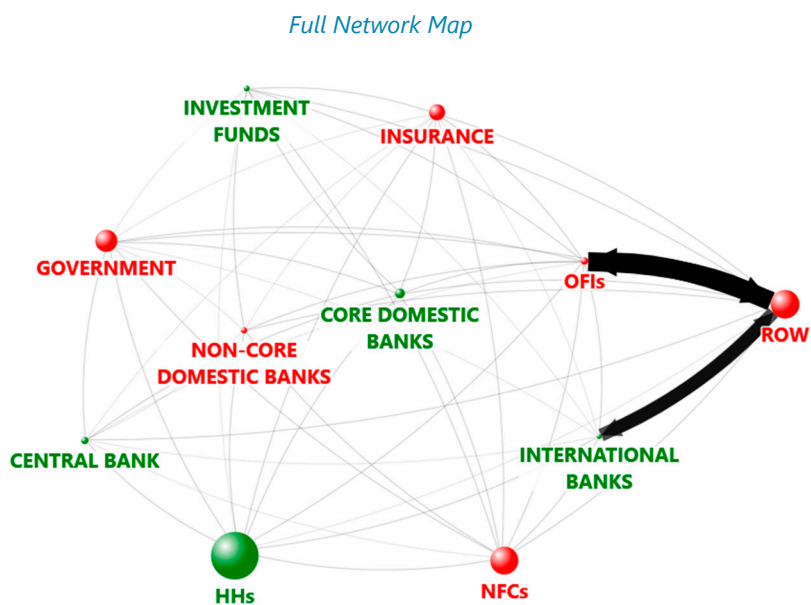 Full Network Map
INVESTMENT
FUNDS
INSURANCE
GOVERNMENT
OFIs
CORE DOMESTIC
BANKS
ROW
NON-CORE
DOMESTIC BANKS
CENTRAL BANK
INTERNATIONAL
BANKS
HHs
NFCs